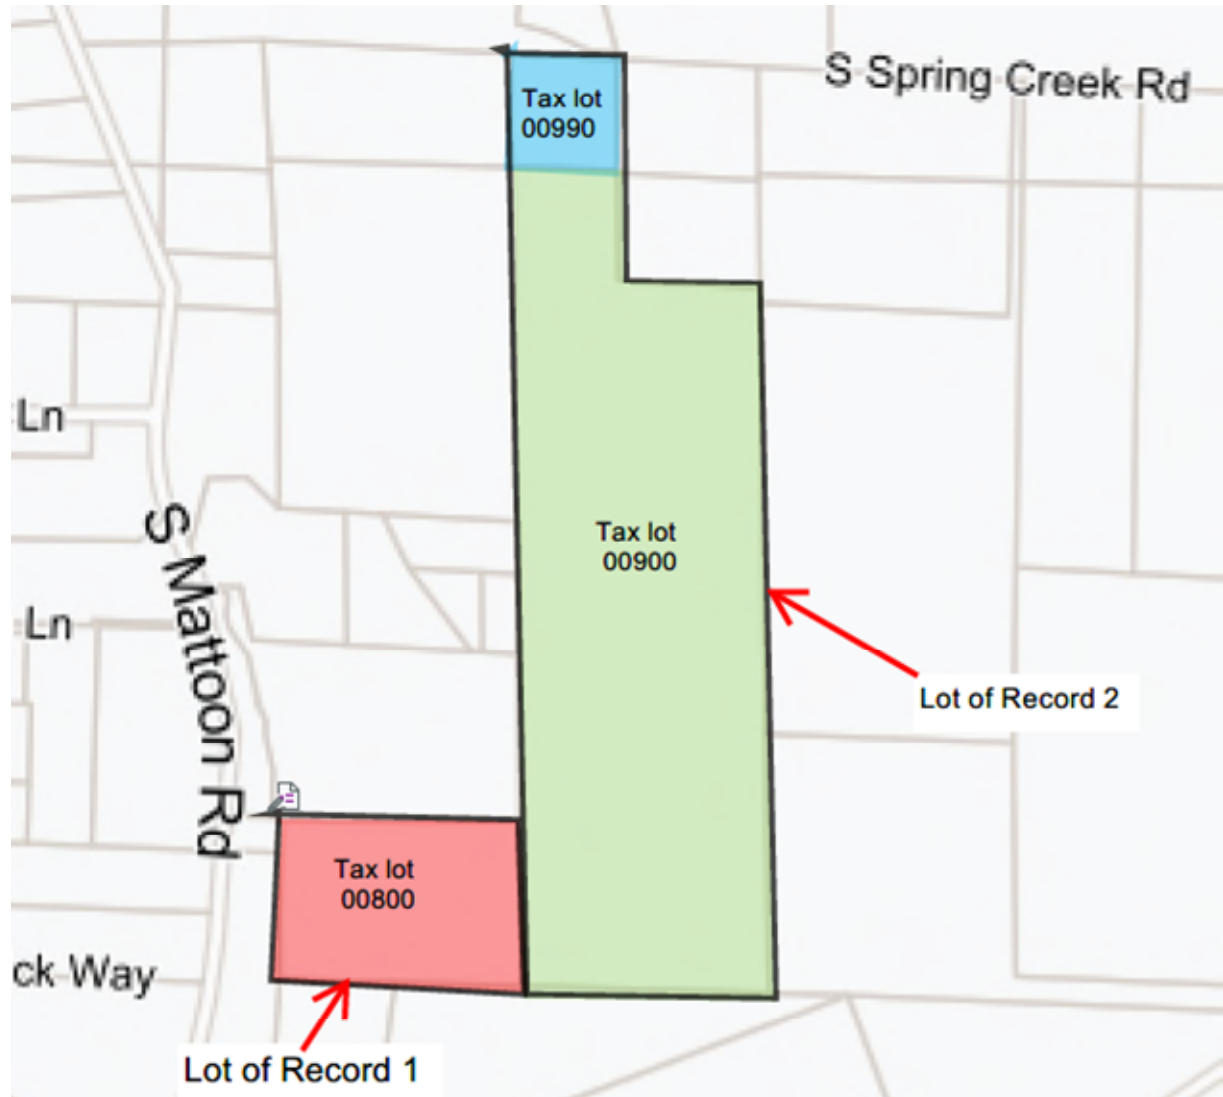 S Spring Creek Rd
Tax lot
00990
Ln
Tax lot
00900
S Mattoon Rd
Ln
Lot of Record 2
Tax lot
00800
ck Way
Lot of Record 1